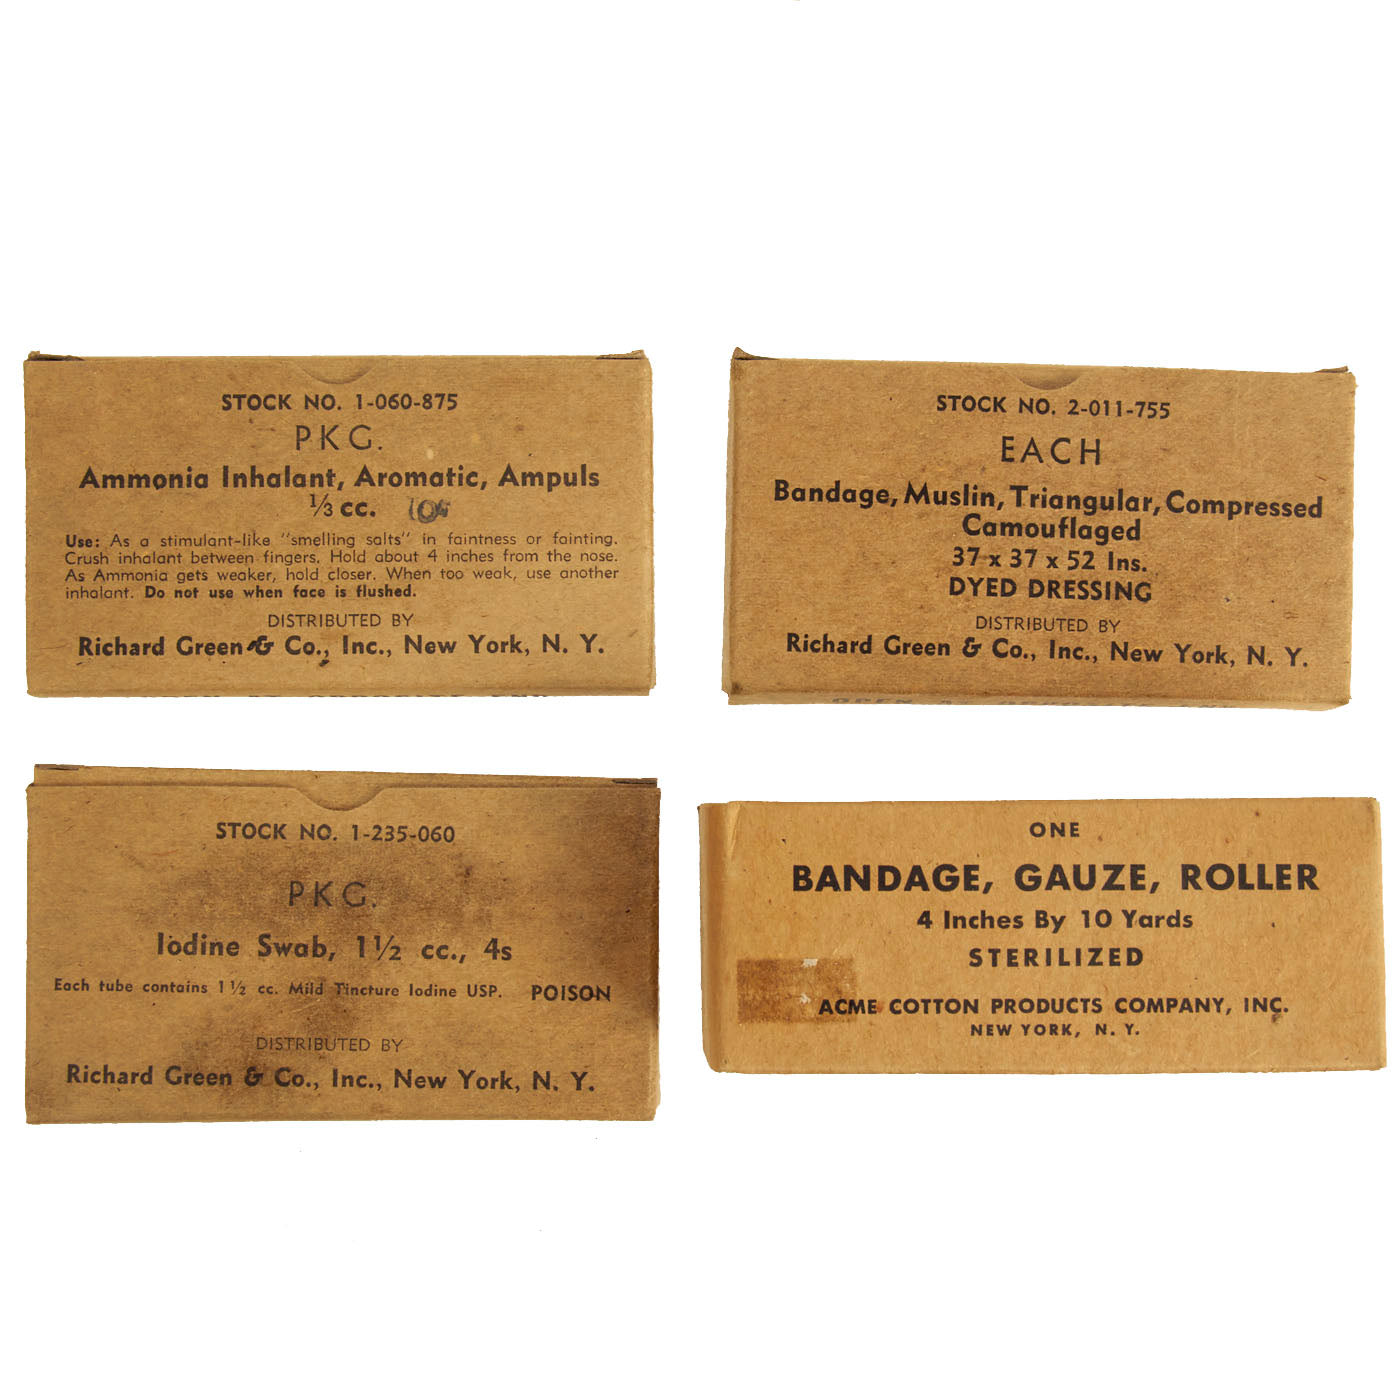 STOCK NO. 1-060-875
PKG.
Ammonia Inhalant, Aromatic, Ampuls
⅓ cc. 10s
Use: As a stimulant-like "smelling salts" in faintness or fainting.
Crush inhalant between fingers. Hold about 4 inches from the nose.
As Ammonia gets weaker, hold closer. When too weak, use another
inhalant. Do not use when face is flushed.
DISTRIBUTED BY
Richard Green & Co., Inc., New York, N. Y.
STOCK NO. 2-011-755
EACH
Bandage, Muslin, Triangular, Compressed
Camouflaged
37 x 37 x 52 Ins.
DYED DRESSING
DISTRIBUTED BY
Richard Green & Co., Inc., New York, N. Y.
STOCK NO. 1-235-060
PKG.
Iodine Swab, 1½ cc., 4s
Each tube contains 1½ cc. Mild Tincture Iodine USP. POISON
DISTRIBUTED BY
Richard Green & Co., Inc., New York, N. Y.
ONE
BANDAGE, GAUZE, ROLLER
4 Inches By 10 Yards
STERILIZED
ACME COTTON PRODUCTS COMPANY, INC.
NEW YORK, N. Y.